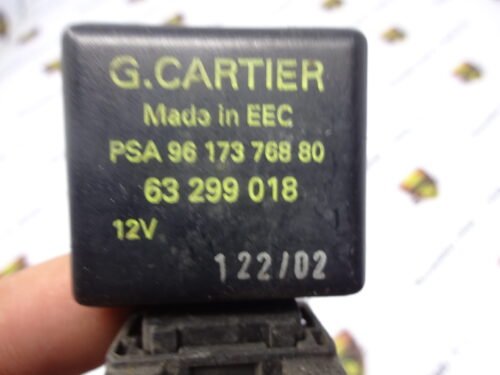 G.CARTIER
Made in EEC
PSA 96 173 768 80
63 299 018
12V
122/02